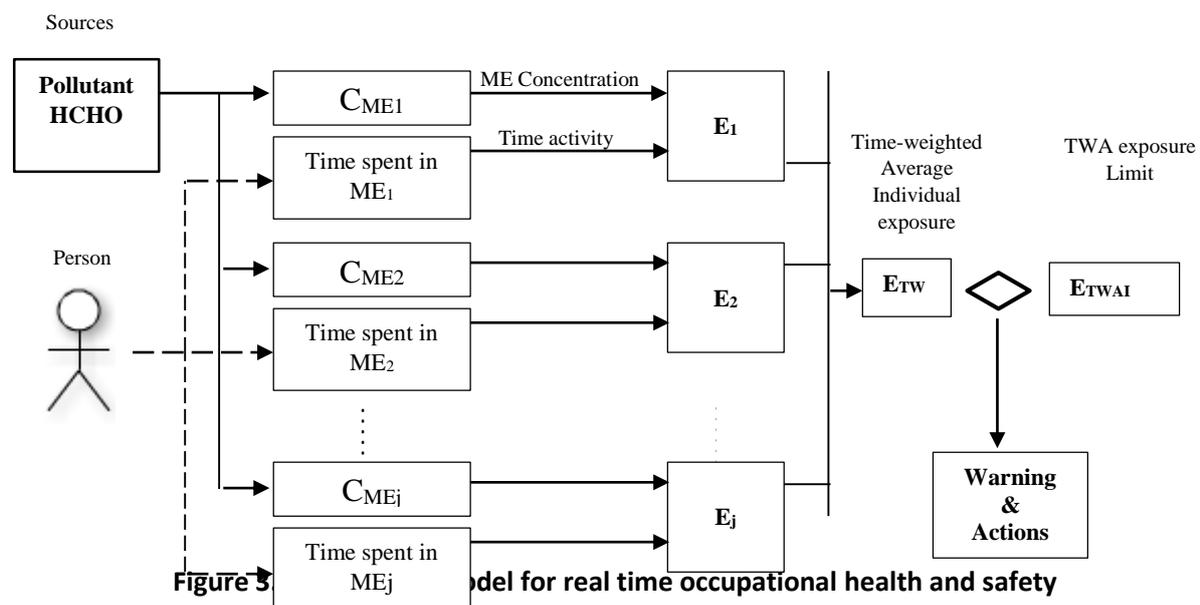 Sources
Pollutant
HCHO
CME1
ME Concentration
E1
Time spent in
ME1
Time activity
Time-weighted
Average
Individual
exposure
TWA exposure
Limit
Person
CME2
E2
Time spent in
ME2
ETW
ETWAI
CMEj
Ej
Time spent in
MEj
Warning
&
Actions
Figure 3. odel for real time occupational health and safety